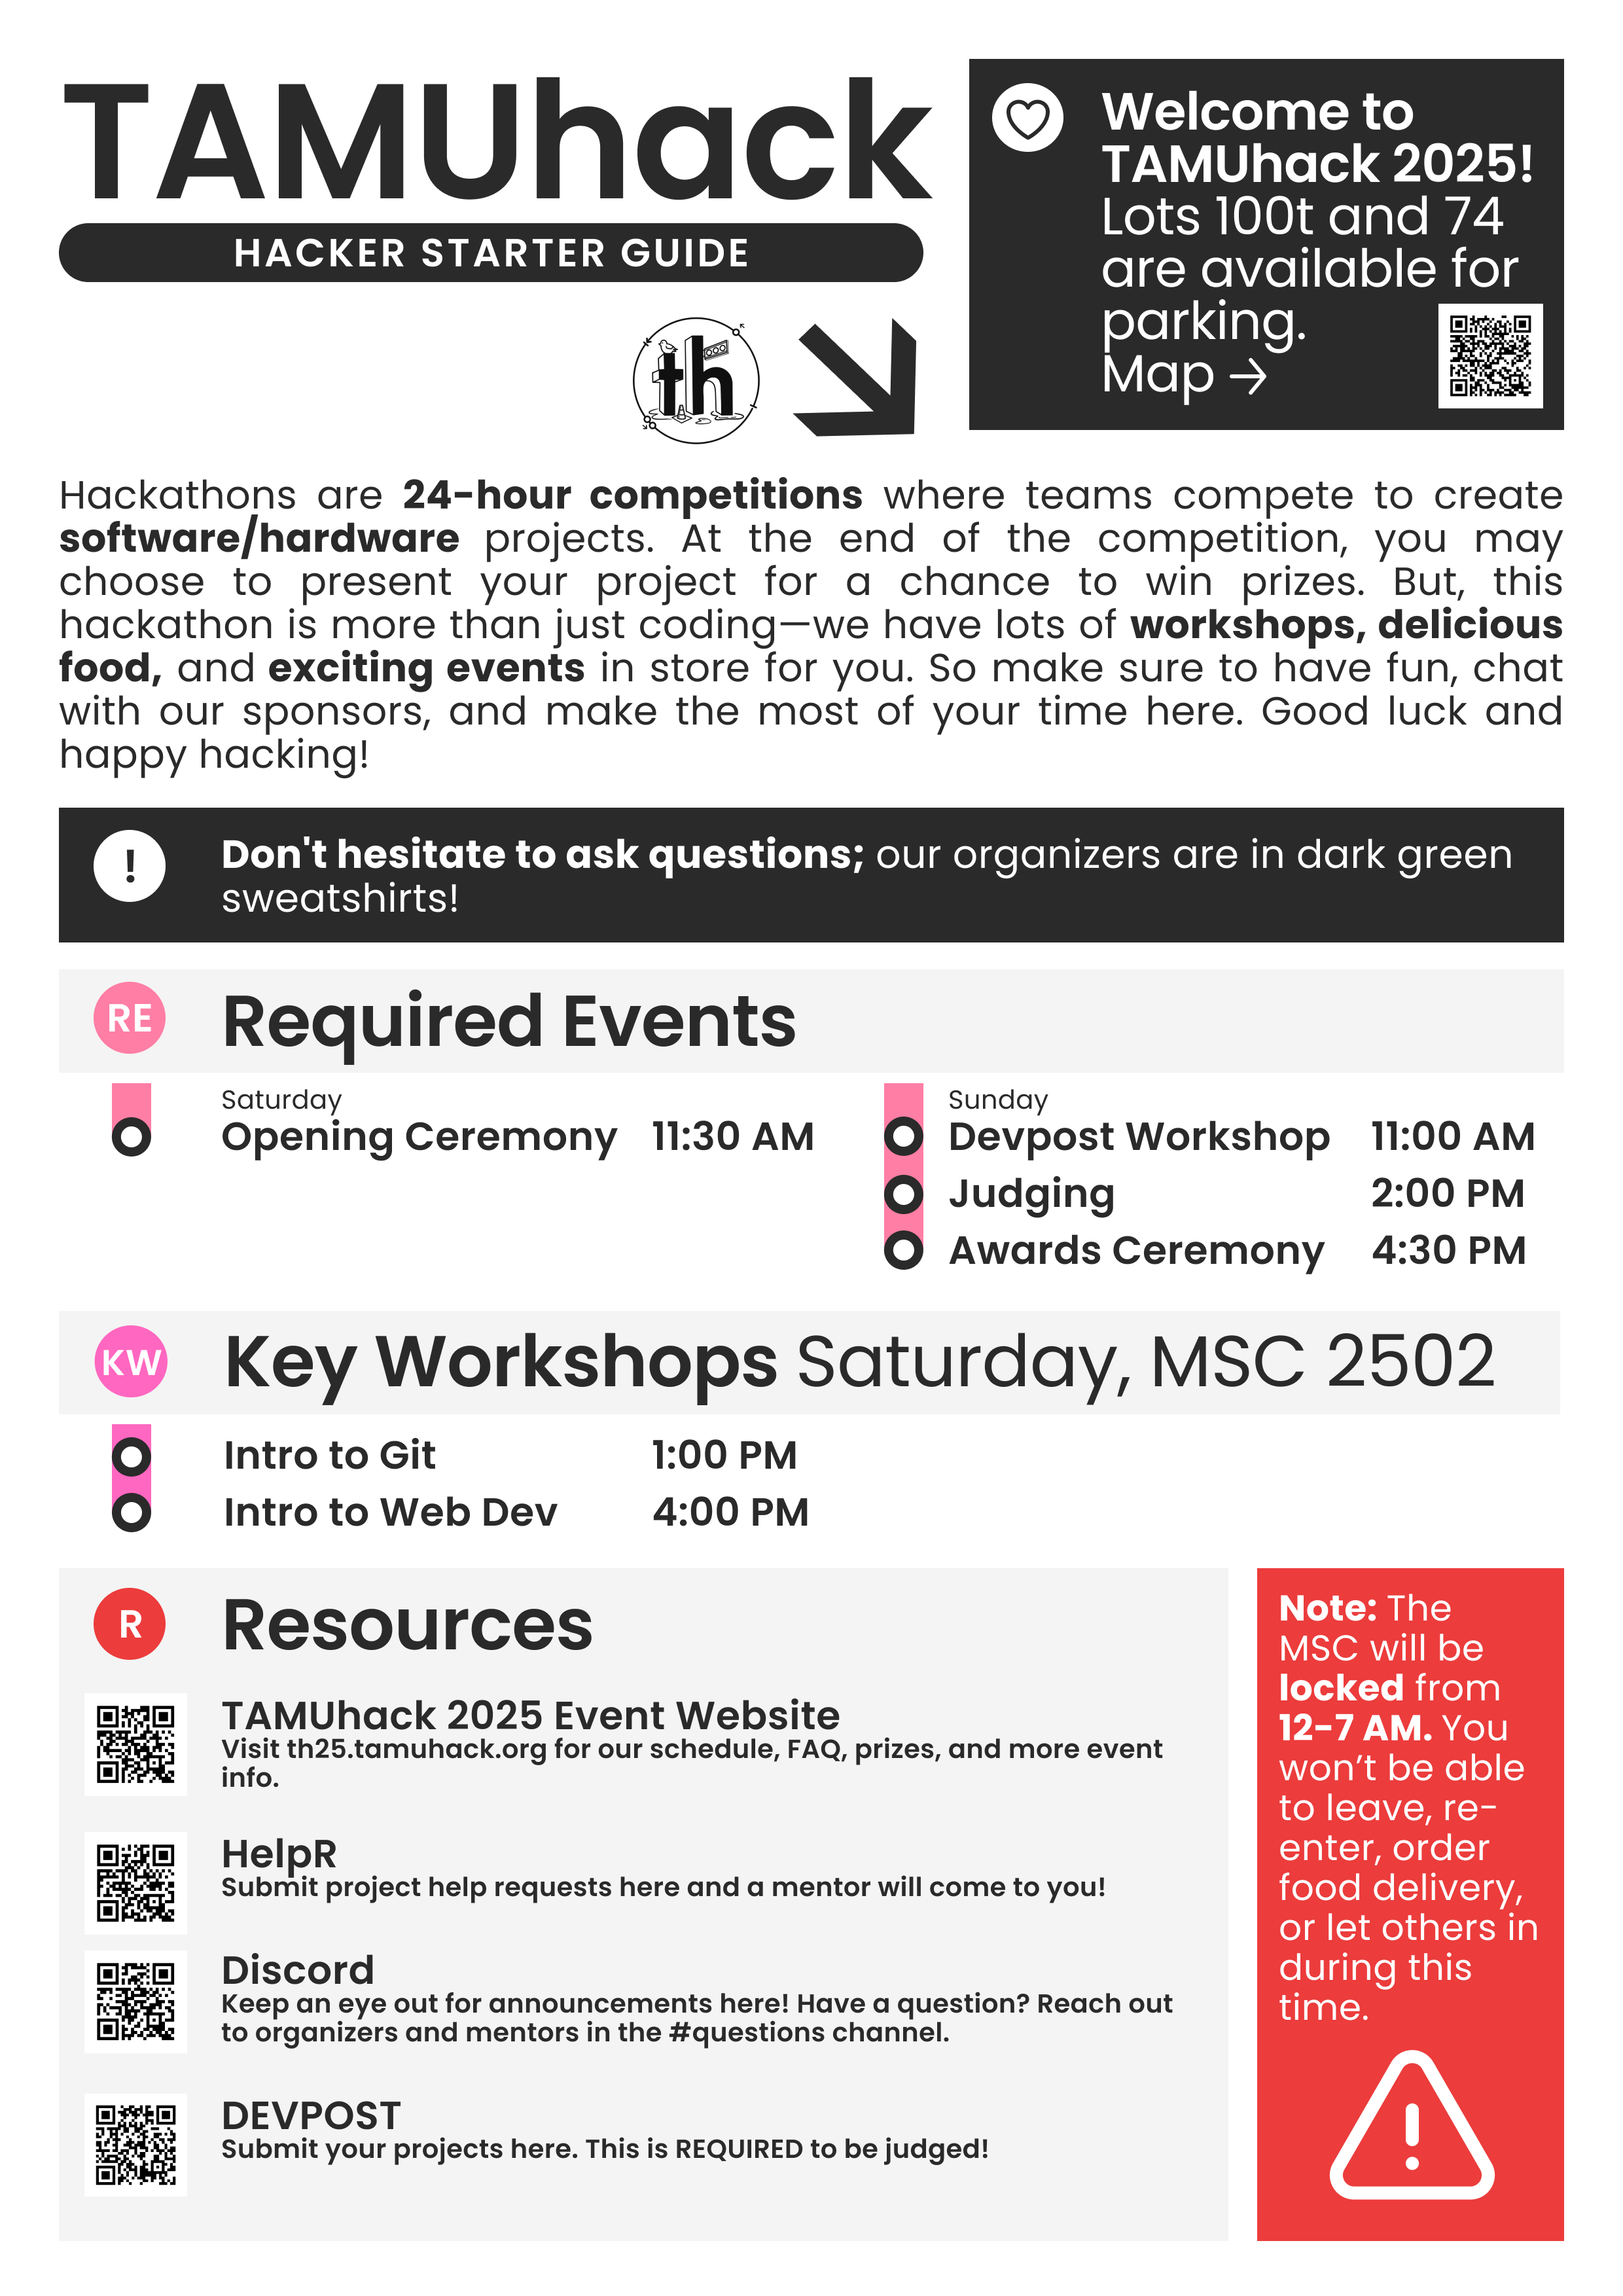 TAMUhack
HACKER STARTER GUIDE
th
Welcome to
TAMUhack 2025!
Lots 100t and 74
are available for
parking.
Map →
Hackathons are 24-hour competitions where teams compete to create
software/hardware projects. At the end of the competition, you may
choose to present your project for a chance to win prizes. But, this
hackathon is more than just coding—we have lots of workshops, delicious
food, and exciting events in store for you. So make sure to have fun, chat
with our sponsors, and make the most of your time here. Good luck and
happy hacking!
!
Don't hesitate to ask questions; our organizers are in dark green
sweatshirts!
RE
Required Events
Saturday
Opening Ceremony 11:30 AM
Sunday
Devpost Workshop 11:00 AM
Judging 2:00 PM
Awards Ceremony 4:30 PM
KW
Key Workshops Saturday, MSC 2502
Intro to Git 1:00 PM
Intro to Web Dev 4:00 PM
R
Resources
TAMUhack 2025 Event Website
Visit th25.tamuhack.org for our schedule, FAQ, prizes, and more event
info.
HelpR
Submit project help requests here and a mentor will come to you!
Discord
Keep an eye out for announcements here! Have a question? Reach out
to organizers and mentors in the #questions channel.
DEVPOST
Submit your projects here. This is REQUIRED to be judged!
Note: The
MSC will be
locked from
12-7 AM. You
won't be able
to leave, re-
enter, order
food delivery,
or let others in
during this
time.